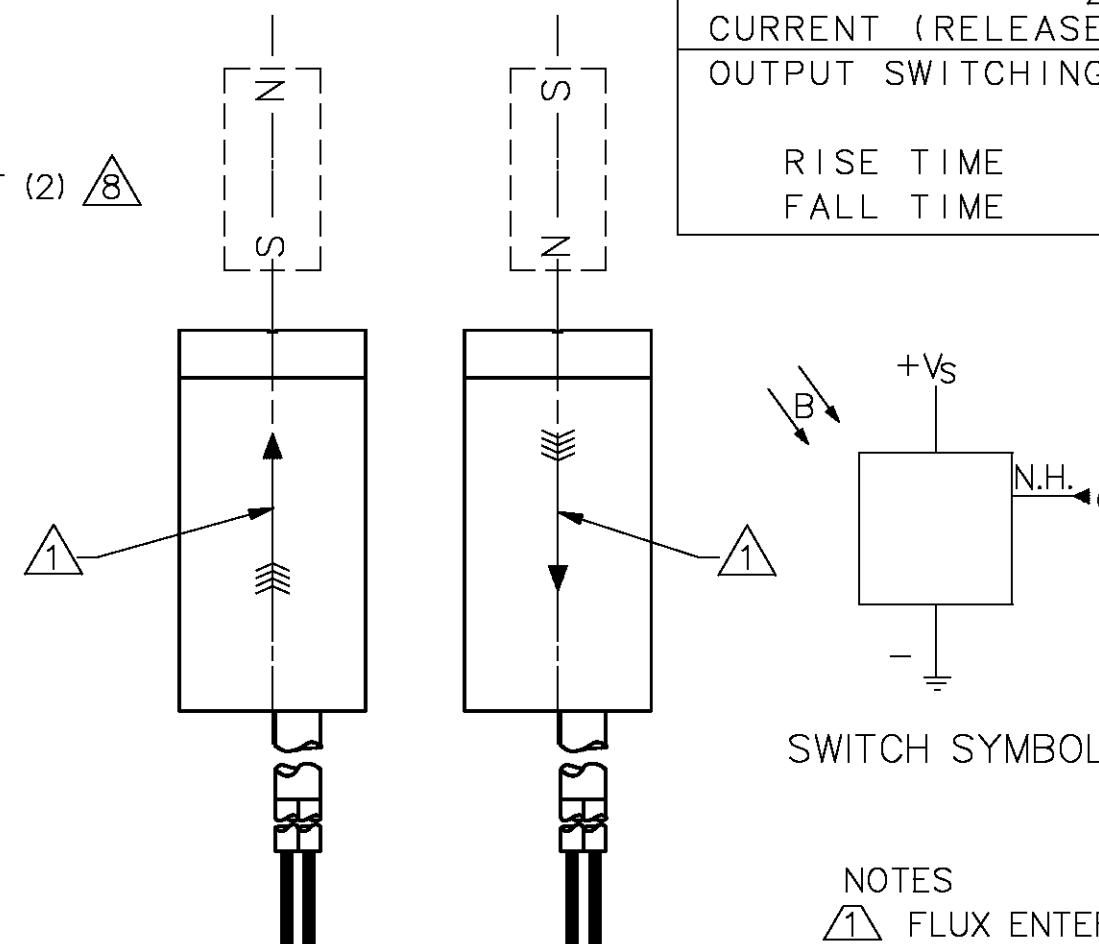 CURRENT (RELEASE
OUTPUT SWITCHING
RISE TIME
FALL TIME
(2) 8
N
S
S
N
1
1
+VS
B
N.H.
−
SWITCH SYMBOL
NOTES
1 FLUX ENTER